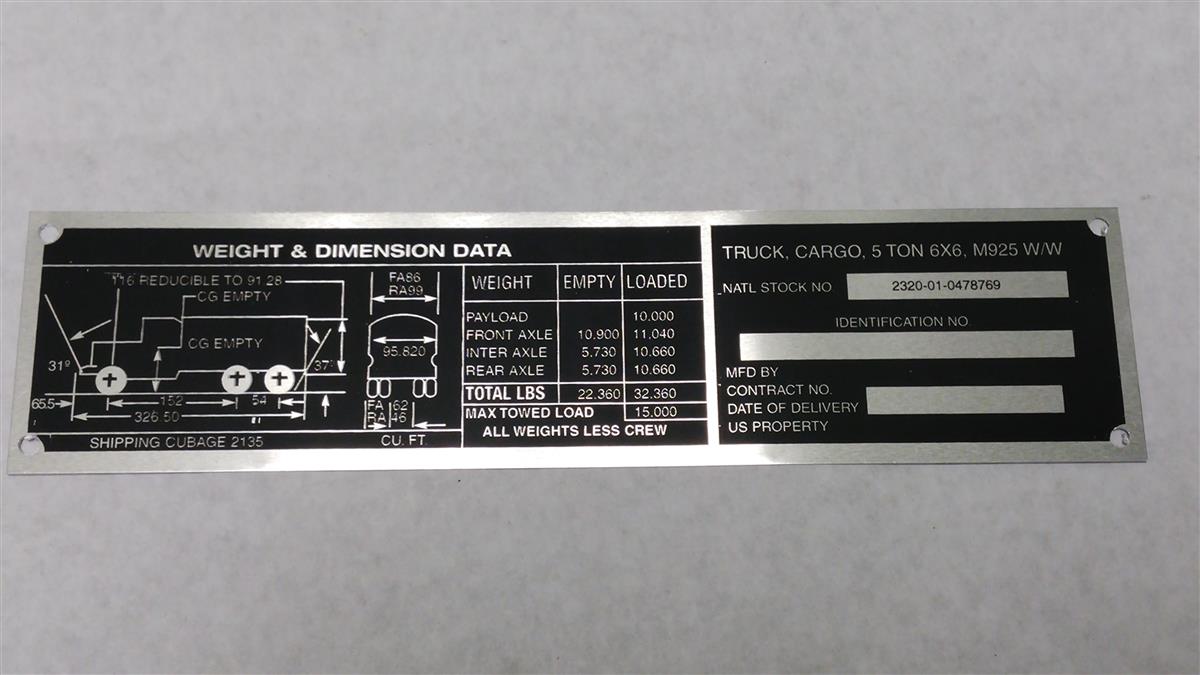 WEIGHT & DIMENSION DATA
116 REDUCIBLE TO 91.28
CG EMPTY
CG EMPTY
31º
37º
65.5
152
54
326.50
SHIPPING CUBAGE 2135 CU. FT.
FA86
RA99
95.820
FA 62
RA 46
WEIGHT EMPTY LOADED
PAYLOAD 10.000
FRONT AXLE 10.900 11.040
INTER AXLE 5.730 10.660
REAR AXLE 5.730 10.660
TOTAL LBS 22.360 32.360
MAX TOWED LOAD 15.000
ALL WEIGHTS LESS CREW
TRUCK, CARGO, 5 TON 6X6, M925 W/W
NATL STOCK NO 2320-01-0478769
IDENTIFICATION NO.
MFD BY
CONTRACT NO.
DATE OF DELIVERY
US PROPERTY